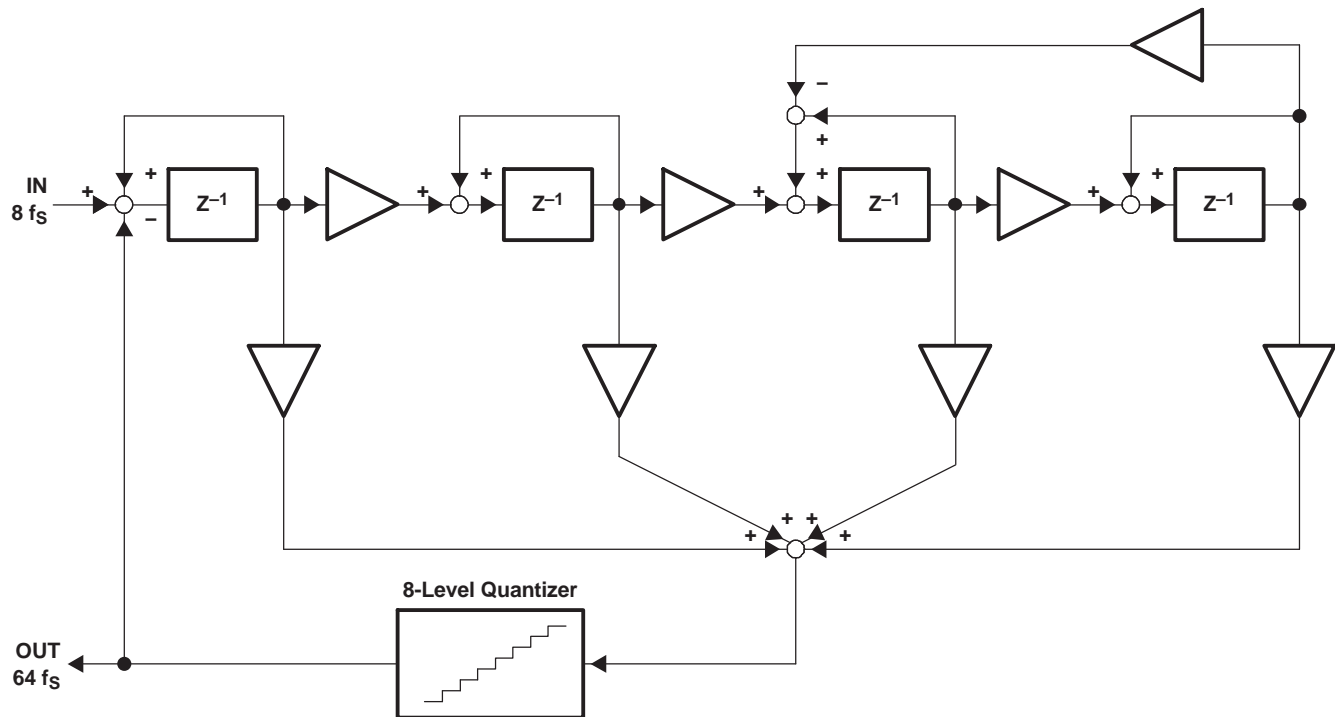 –
+
+
+
+
+
+
+
+
+
IN
8 fS
+
–
Z–1
Z–1
Z–1
Z–1
+
+
+
+
8-Level Quantizer
OUT
64 fS